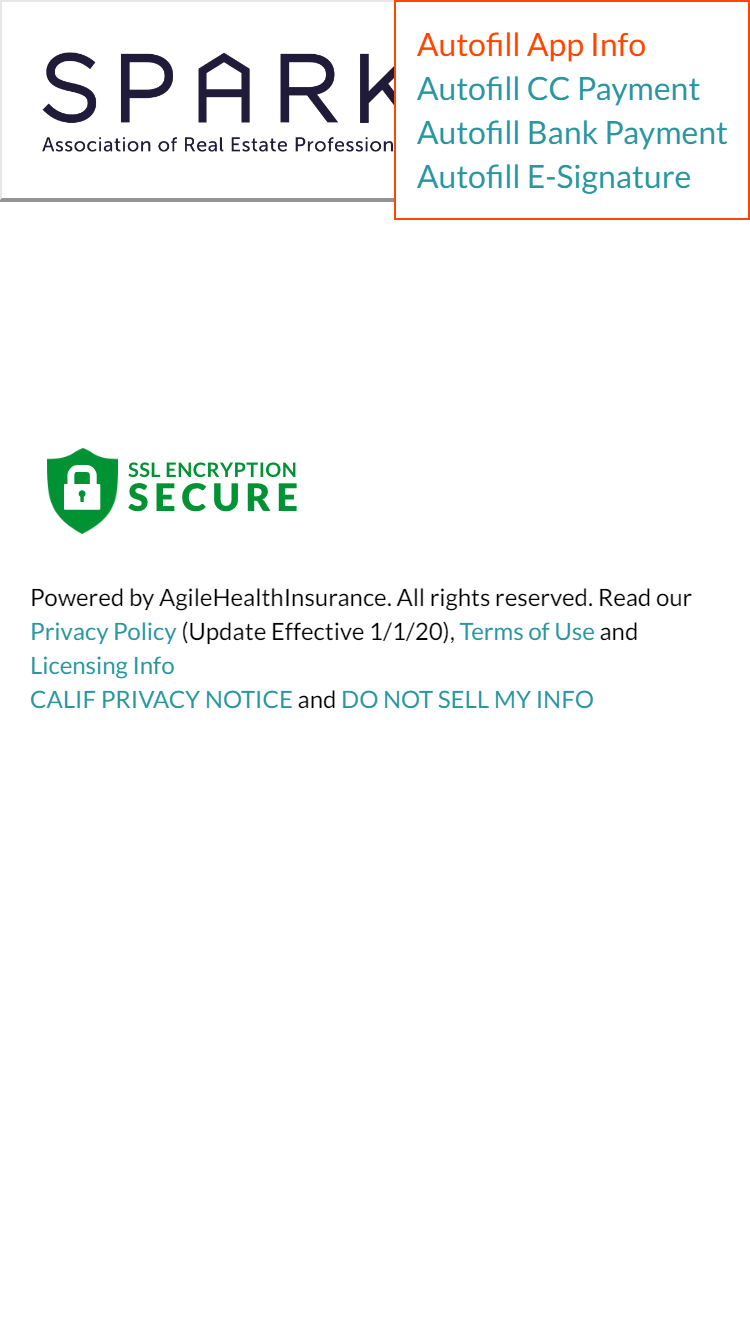 SPARK
Association of Real Estate Profession
Autofill App Info
Autofill CC Payment
Autofill Bank Payment
Autofill E-Signature
SSL ENCRYPTION
SECURE
Powered by AgileHealthInsurance. All rights reserved. Read our
Privacy Policy (Update Effective 1/1/20), Terms of Use and
Licensing Info
CALIF PRIVACY NOTICE and DO NOT SELL MY INFO